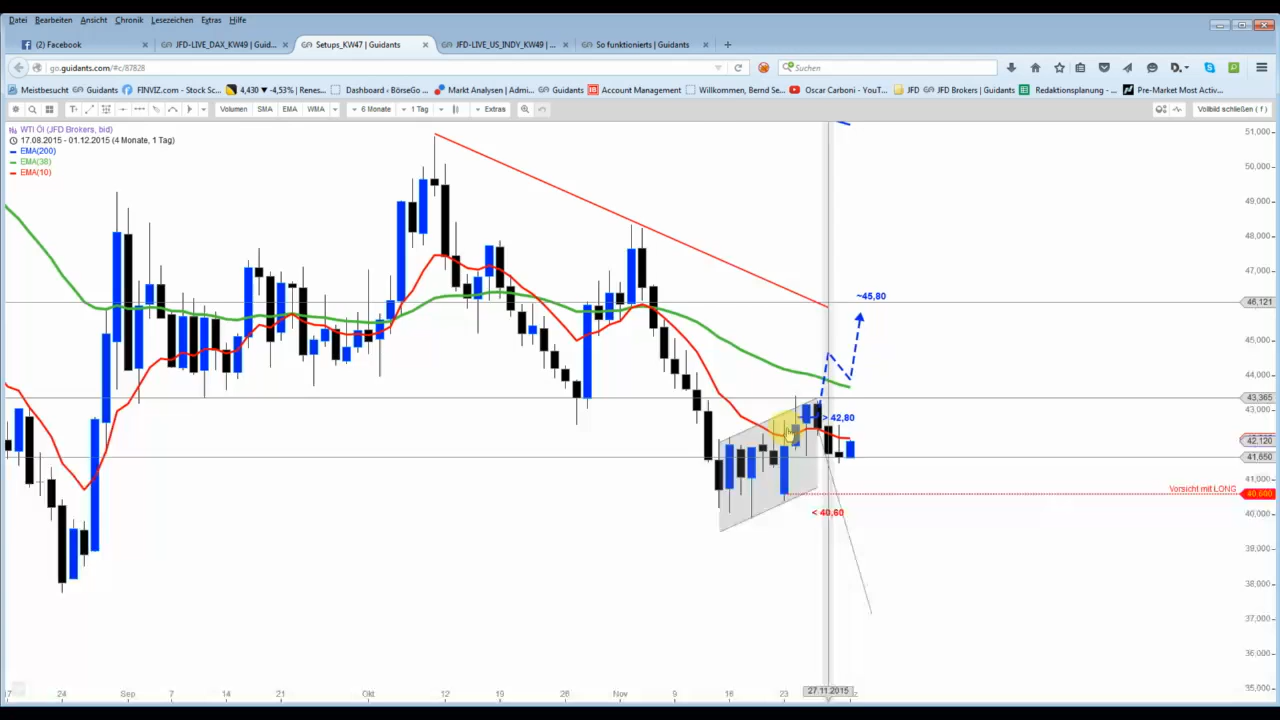 Datei Bearbeiten Ansicht Chronik Lesezeichen Extras Hilfe
(2) Facebook × JFD-LIVE_DAX_KW49 | Guid... × Setups_KW47 | Guidants × JFD-LIVE_US_INDY_KW49 | ... × So funktionierts | Guidants × +
go.guidants.com/#c/87828 Suchen
Meistbesucht Guidants FINVIZ.com - Stock Sc... 4,430 -4,53% | Renes... Dashboard ‹ BörseGo ... Markt Analysen | Admin... Guidants Account Management Willkommen, Bernd Se... Oscar Carboni - YouT... JFD JFD Brokers | Guidants Redaktionsplanung - ... Pre-Market Most Activ...
Volumen SMA EMA WMA 6 Monate 1 Tag Extras Vollbild schließen ( f )
WTI Öl (JFD Brokers, bid)
17.08.2015 - 01.12.2015 (4 Monate, 1 Tag)
EMA(200)
EMA(38)
EMA(10)
51,000
50,000
49,000
48,000
47,000
~45,80
46,121
45,000
44,000
43,365
43,000
> 42,80
42,120
41,650
41,000
Vorsicht mit LONG
40,600
< 40,60
40,000
39,000
38,000
37,000
36,000
35,000
17 24 Sep 7 14 21 Okt 12 19 26 Nov 9 16 23 27.11.2015